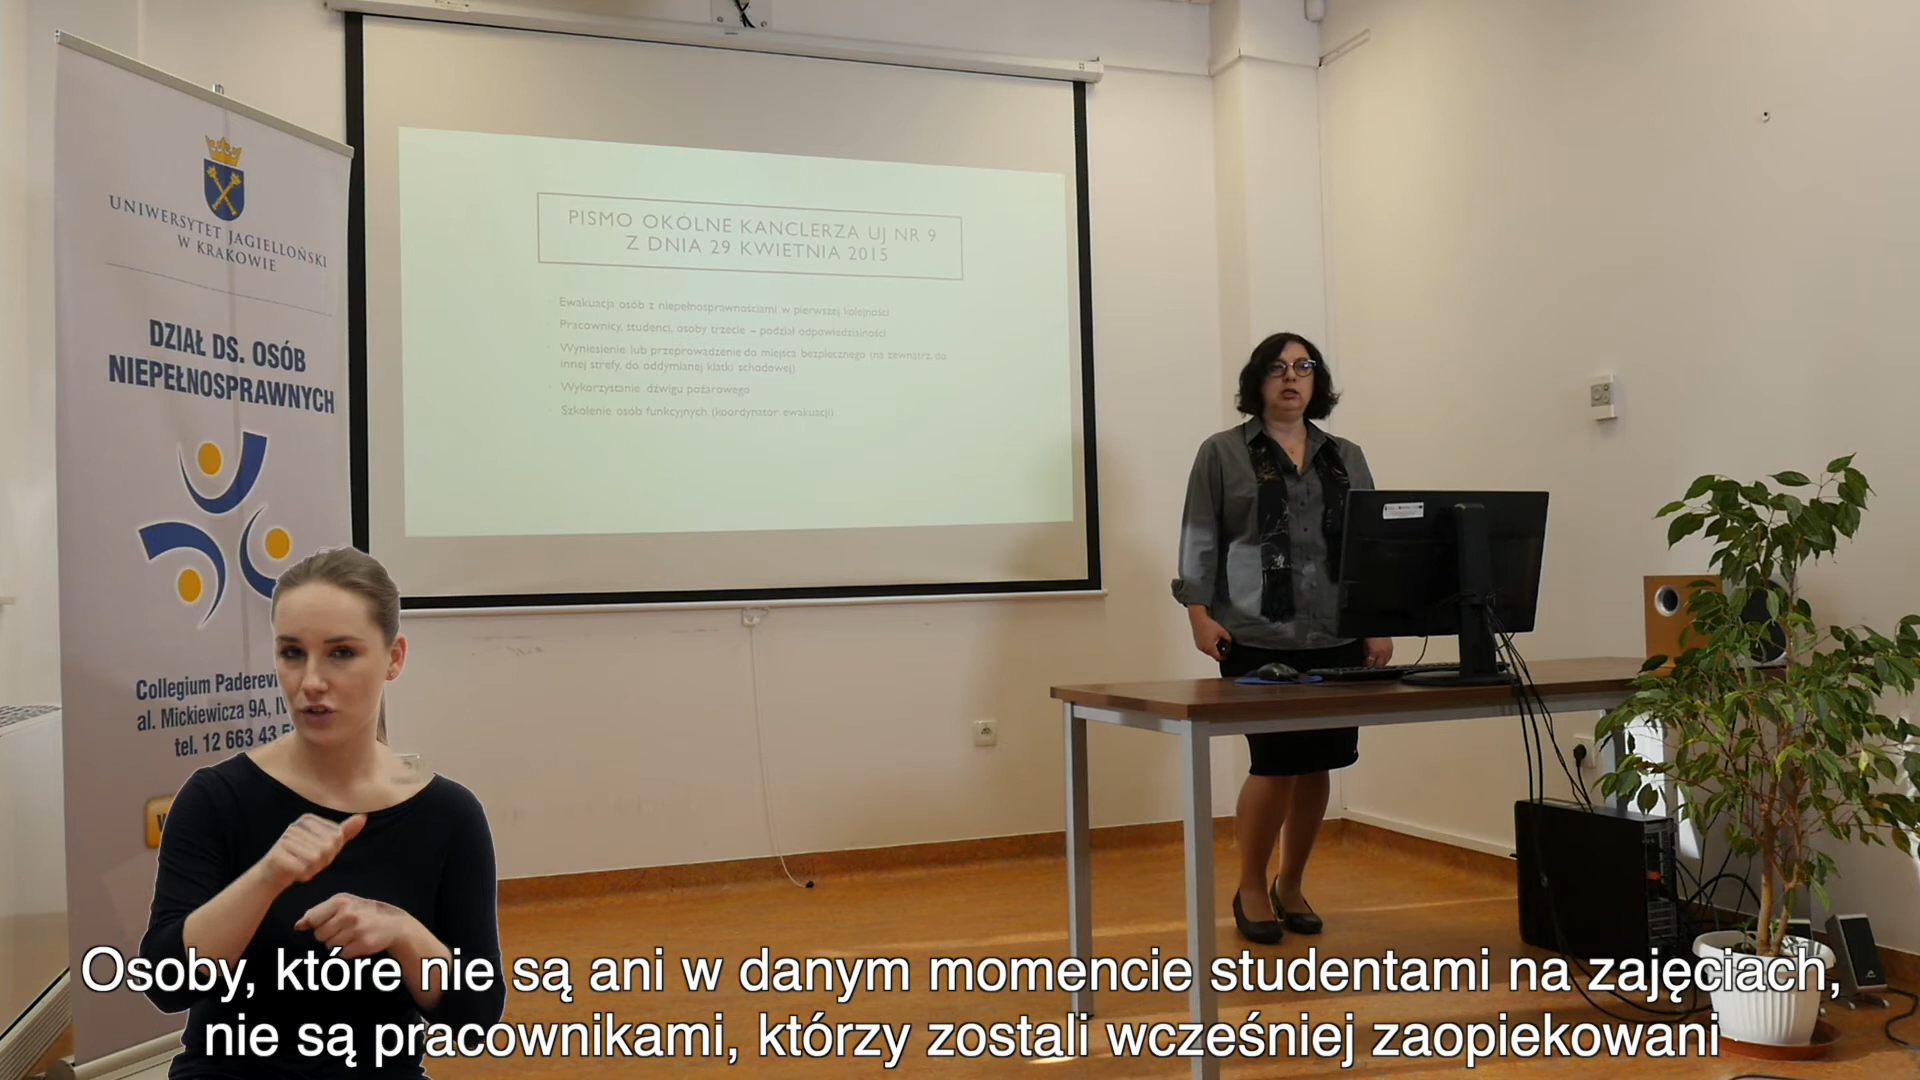 UNIWERSYTET JAGIELLOŃSKI
W KRAKOWIE
DZIAŁ DS. OSÓB
NIEPEŁNOSPRAWNYCH
al. Mickiewicza 9A,
tel. 12 663 43
PISMO OKÓLNE KANCLERZA UJ NR 9
Z DNIA 29 KWIETNIA 2015
Ewakuacja osób z niepełnosprawnościami w pierwszej kolejności
Pracownicy, studenci, osoby trzecie – podział odpowiedzialności
Wyniesienie lub przeprowadzenie do miejsca bezpiecznego (na zewnątrz, do
innej strefy, do oddymianej klatki schodowej)
Wykorzystanie dźwigu pożarowego
Szkolenie osób funkcyjnych (koordynator ewakuacji)
Collegium
Osoby, które nie są ani w danym momencie studentami na zajęciach,
nie są pracownikami, którzy zostali wcześniej zaopiekowani